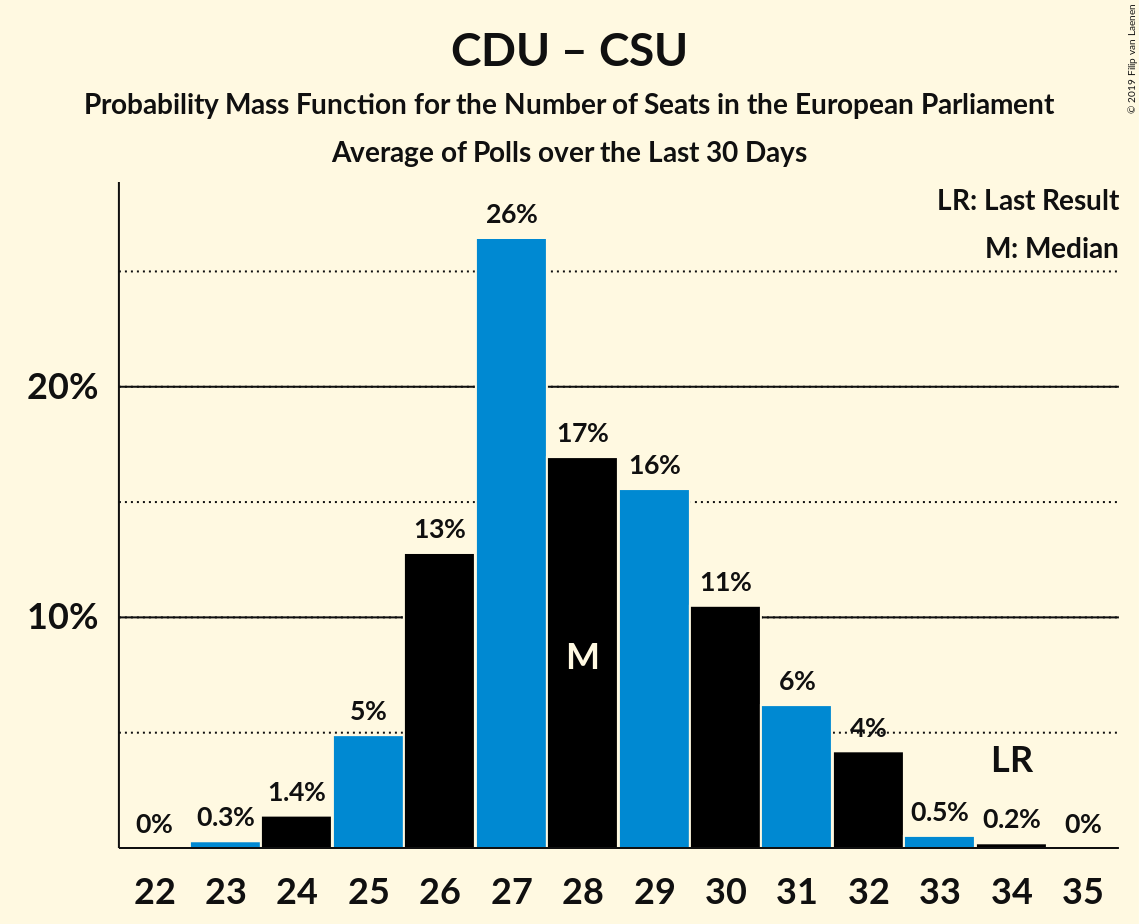 CDU – CSU
Probability Mass Function for the Number of Seats in the European Parliament
Average of Polls over the Last 30 Days
© 2019 Filip van Laenen
LR: Last Result
M: Median
20%
10%
0%
0.3%
1.4%
5%
13%
26%
17%
16%
11%
6%
4%
0.5%
0.2%
0%
M
LR
22 23 24 25 26 27 28 29 30 31 32 33 34 35